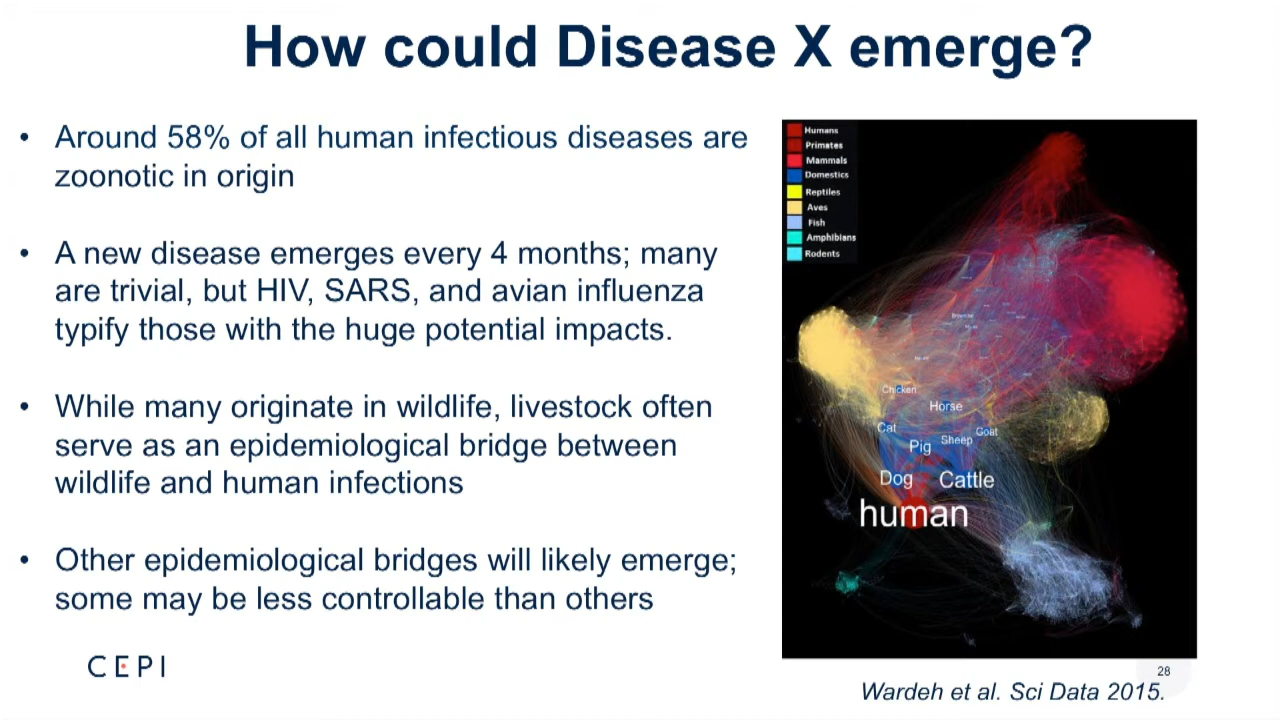 How could Disease X emerge?
• Around 58% of all human infectious diseases are
zoonotic in origin
• A new disease emerges every 4 months; many
are trivial, but HIV, SARS, and avian influenza
typify those with the huge potential impacts.
• While many originate in wildlife, livestock often
serve as an epidemiological bridge between
wildlife and human infections
• Other epidemiological bridges will likely emerge;
some may be less controllable than others
CEPI
Humans
Primates
Mammals
Domestics
Reptiles
Aves
Fish
Amphibians
Rodents
Chicken
Horse
Cat
Goat
Sheep
Pig
Dog
Cattle
human
28
Wardeh et al. Sci Data 2015.